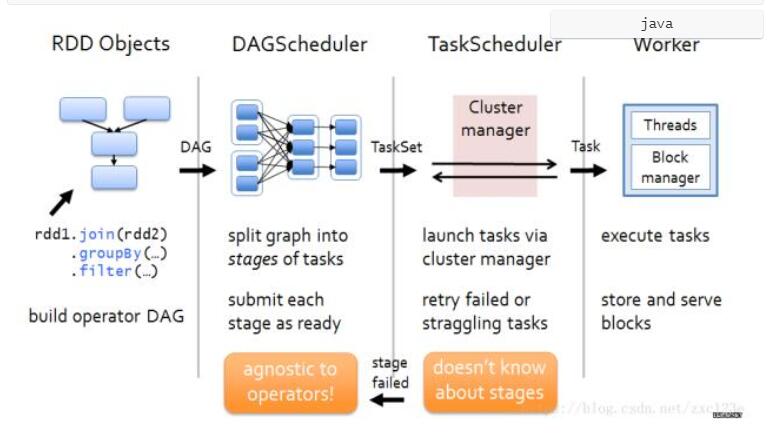 java
RDD Objects
DAGScheduler
TaskScheduler
Worker
DAG
TaskSet
Cluster
manager
Task
Threads
Block
manager
rdd1.join(rdd2)
.groupBy(…)
.filter(…)
build operator DAG
split graph into
stages of tasks
submit each
stage as ready
launch tasks via
cluster manager
retry failed or
straggling tasks
execute tasks
store and serve
blocks
agnostic to
operators!
stage
failed
doesn't know
about stages
//blog.csdn.net/zxc123e